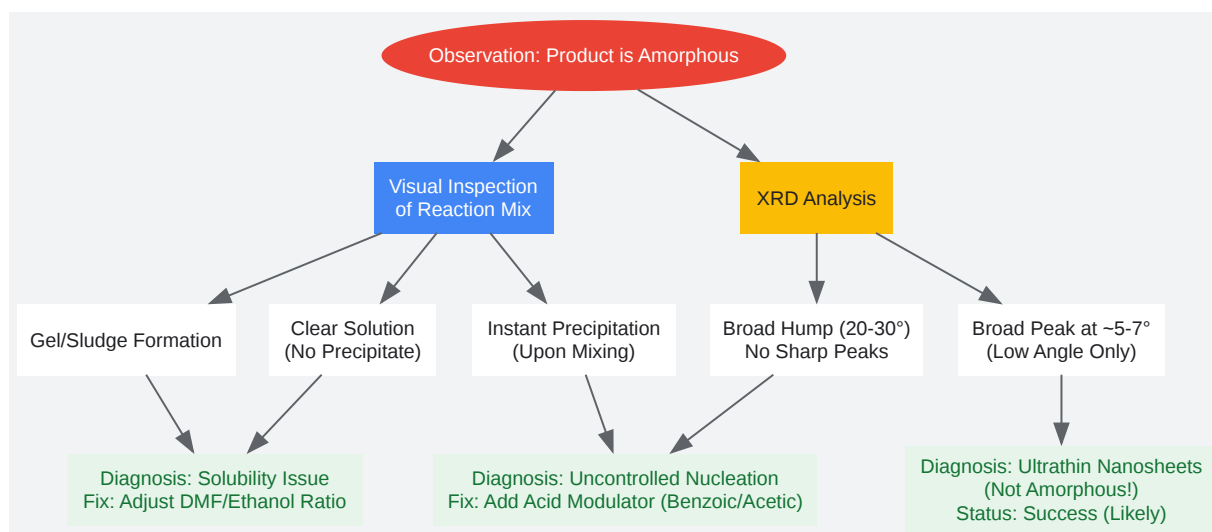 Observation: Product is Amorphous
Visual Inspection
of Reaction Mix
XRD Analysis
Gel/Sludge Formation
Clear Solution
(No Precipitate)
Instant Precipitation
(Upon Mixing)
Broad Hump (20-30°)
No Sharp Peaks
Broad Peak at ~5-7°
(Low Angle Only)
Diagnosis: Solubility Issue
Fix: Adjust DMF/Ethanol Ratio
Diagnosis: Uncontrolled Nucleation
Fix: Add Acid Modulator (Benzoic/Acetic)
Diagnosis: Ultrathin Nanosheets
(Not Amorphous!)
Status: Success (Likely)